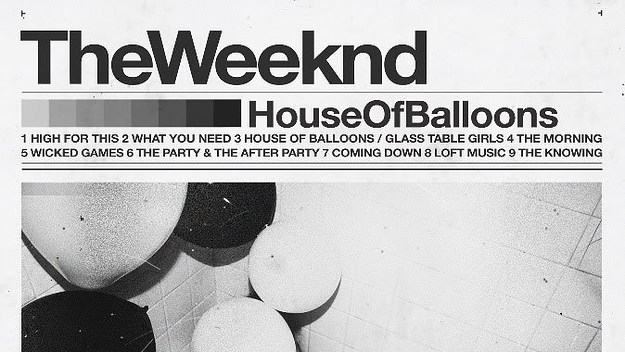 TheWeeknd
HouseOfBalloons
1 HIGH FOR THIS 2 WHAT YOU NEED 3 HOUSE OF BALLOONS / GLASS TABLE GIRLS 4 THE MORNING
5 WICKED GAMES 6 THE PARTY & THE AFTER PARTY 7 COMING DOWN 8 LOFT MUSIC 9 THE KNOWING